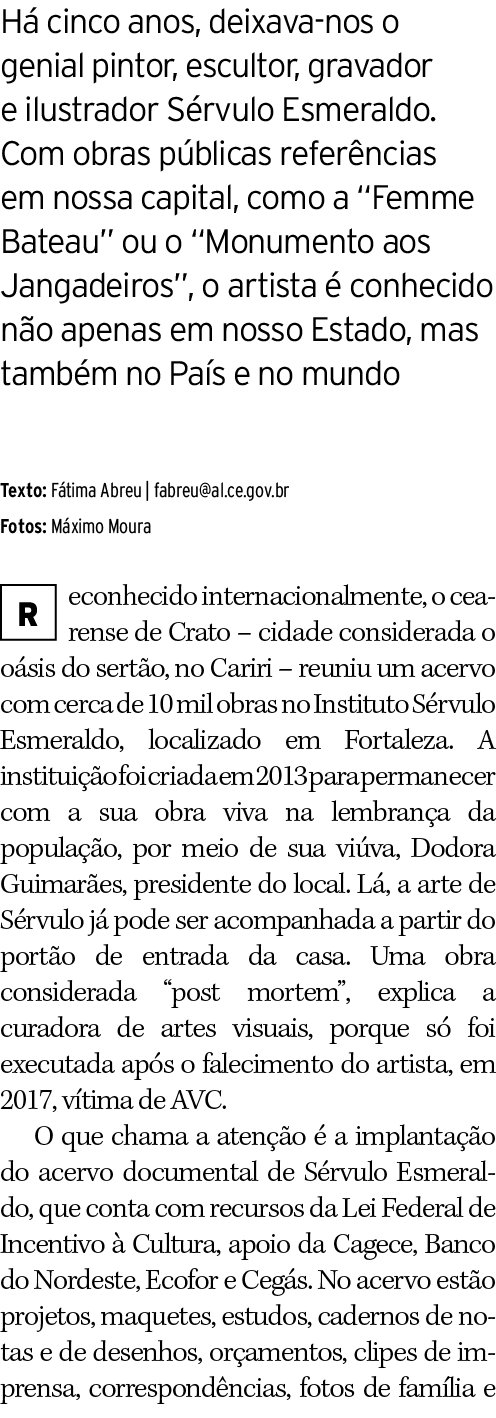 Há cinco anos, deixava-nos o
genial pintor, escultor, gravador
e ilustrador Sérvulo Esmeraldo.
Com obras públicas referências
em nossa capital, como a “Femme
Bateau” ou o “Monumento aos
Jangadeiros”, o artista é conhecido
não apenas em nosso Estado, mas
também no País e no mundo
Texto: Fátima Abreu | fabreu@al.ce.gov.br
Fotos: Máximo Moura
Reconhecido internacionalmente, o cea-
rense de Crato – cidade considerada o
oásis do sertão, no Cariri – reuniu um acervo
com cerca de 10 mil obras no Instituto Sérvulo
Esmeraldo, localizado em Fortaleza. A
instituição foi criada em 2013 para permanecer
com a sua obra viva na lembrança da
população, por meio de sua viúva, Dodora
Guimarães, presidente do local. Lá, a arte de
Sérvulo já pode ser acompanhada a partir do
portão de entrada da casa. Uma obra
considerada “post mortem”, explica a
curadora de artes visuais, porque só foi
executada após o falecimento do artista, em
2017, vítima de AVC.
O que chama a atenção é a implantação
do acervo documental de Sérvulo Esmeral-
do, que conta com recursos da Lei Federal de
Incentivo à Cultura, apoio da Cagece, Banco
do Nordeste, Ecofor e Cegás. No acervo estão
projetos, maquetes, estudos, cadernos de no-
tas e de desenhos, orçamentos, clipes de im-
prensa, correspondências, fotos de família e